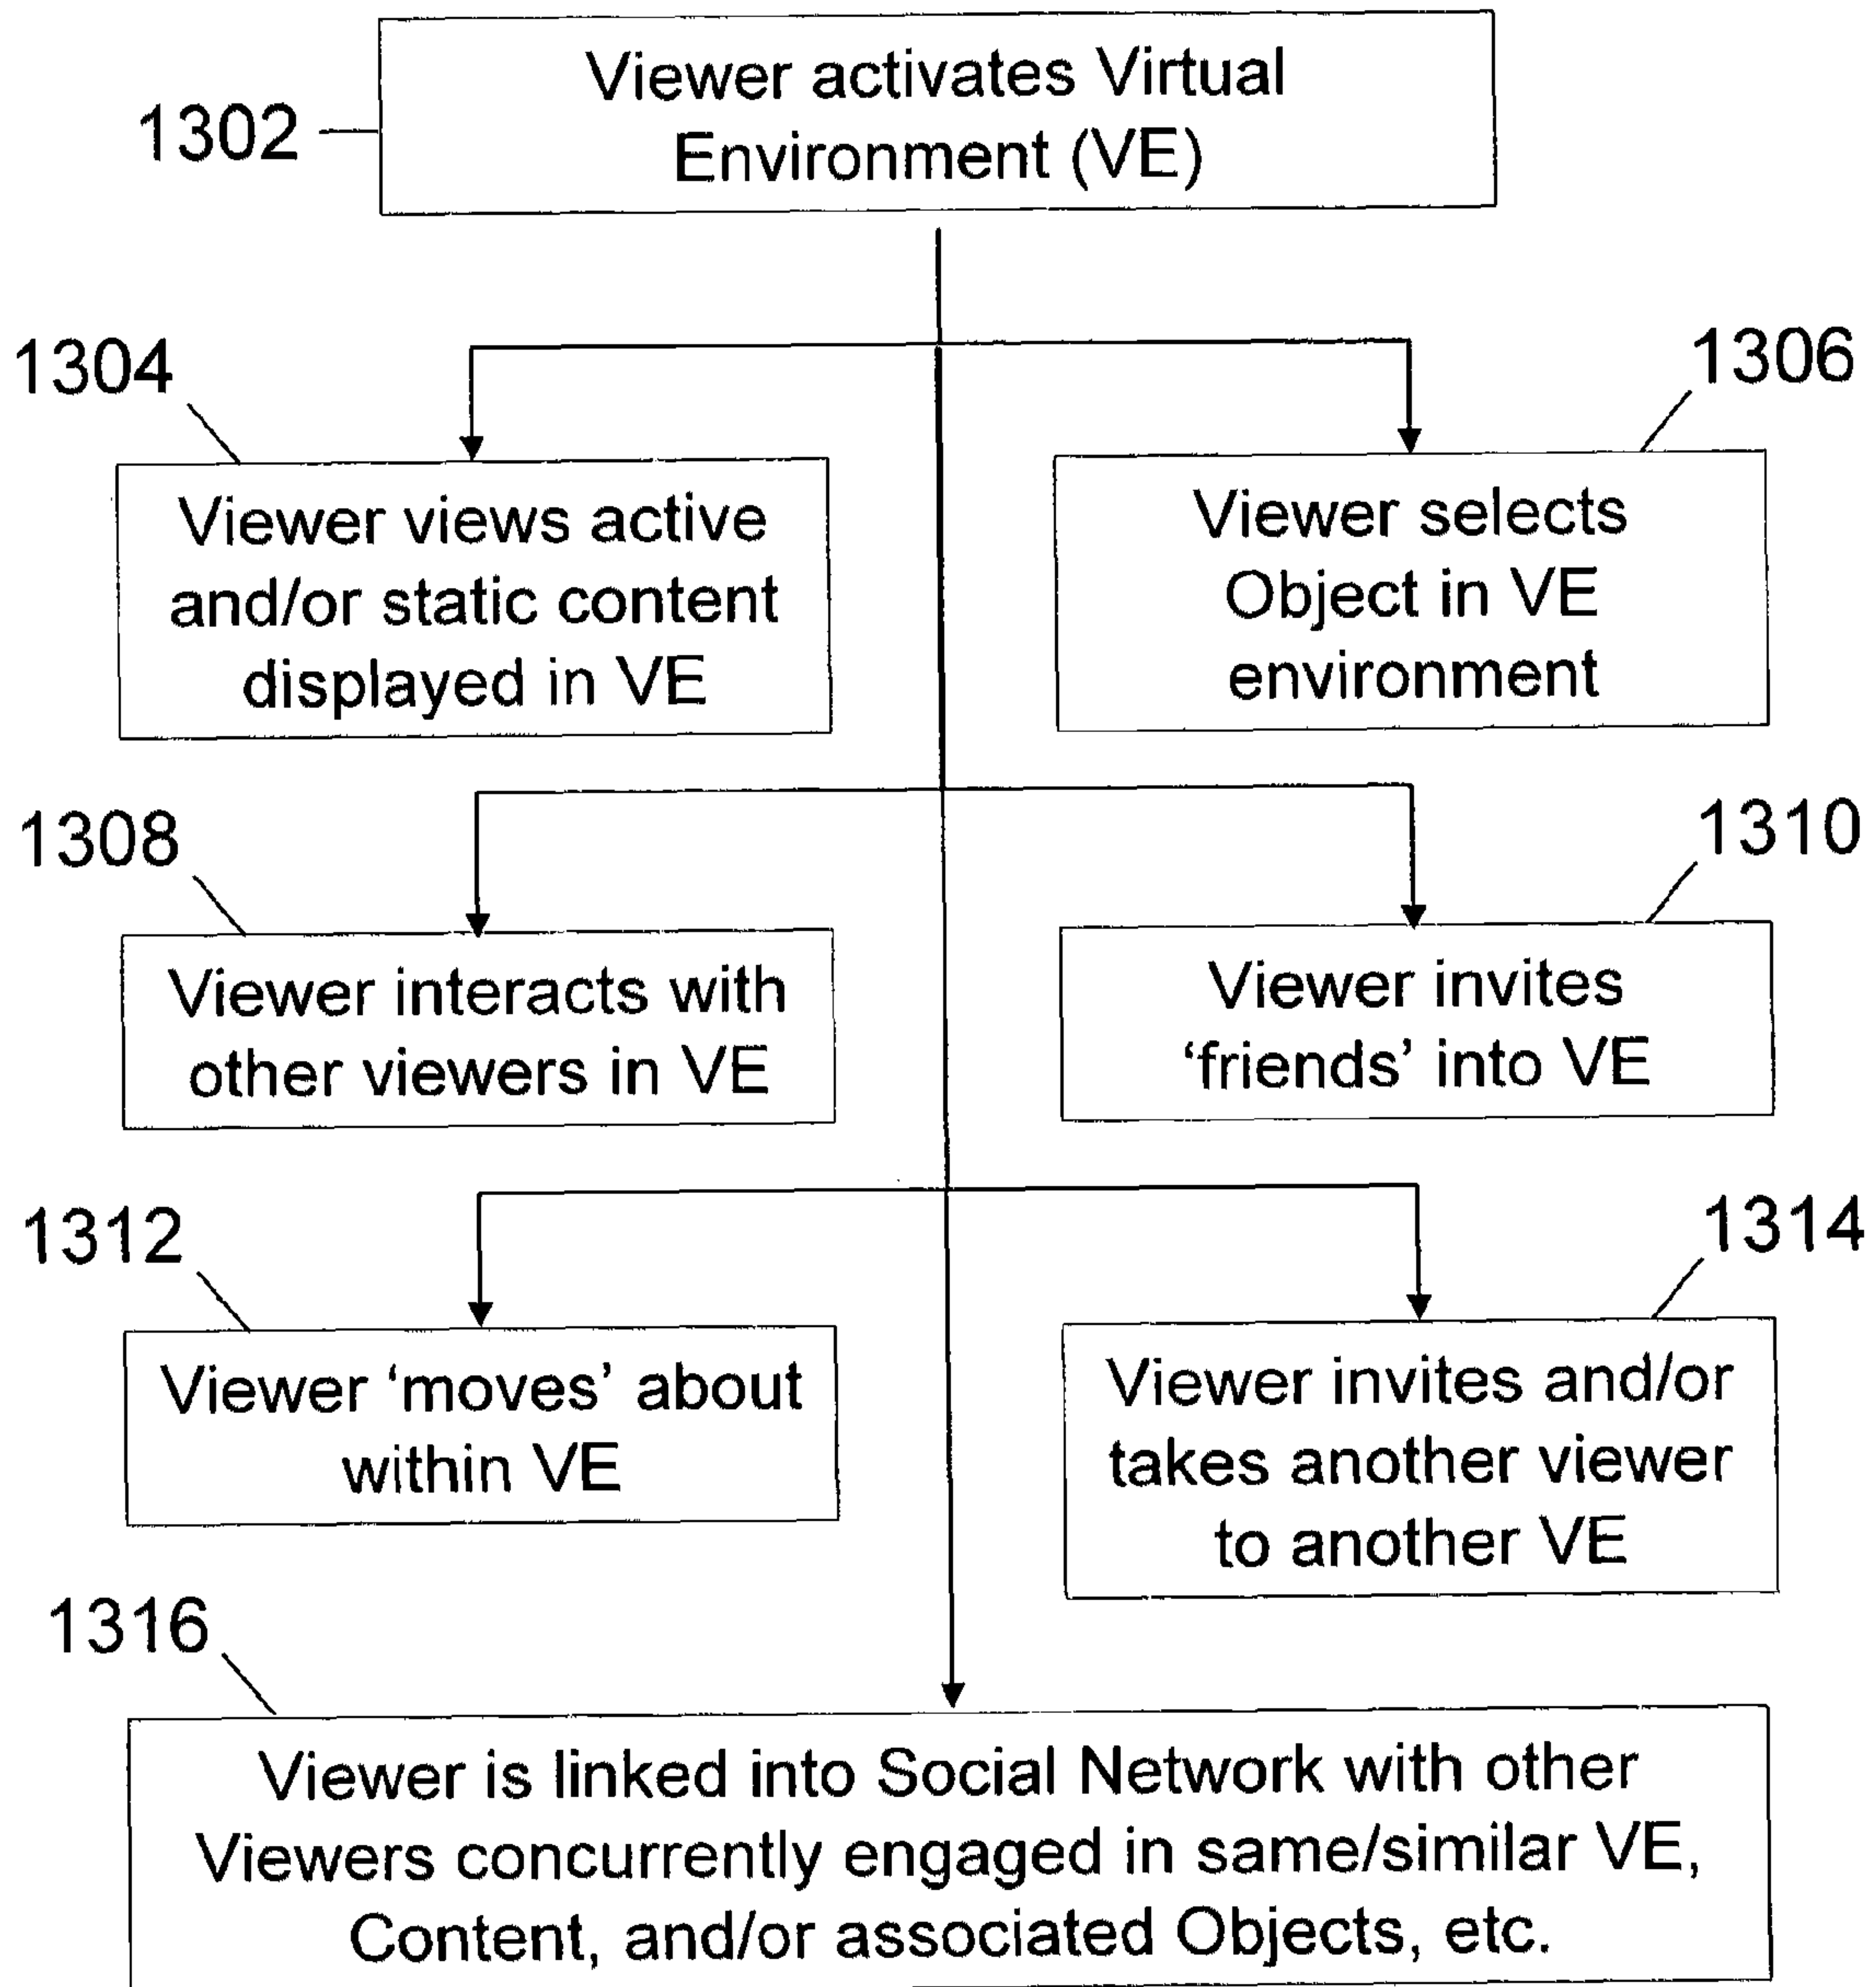 Viewer activates Virtual
Environment (VE)
1302
1304
1306
Viewer views active
and/or static content
displayed in VE
Viewer selects
Object in VE
environment
1308
1310
Viewer interacts with
other viewers in VE
Viewer invites
‘friends’ into VE
1312
1314
Viewer ‘moves’ about
within VE
Viewer invites and/or
takes another viewer
to another VE
1316
Viewer is linked into Social Network with other
Viewers concurrently engaged in same/similar VE,
Content, and/or associated Objects, etc.